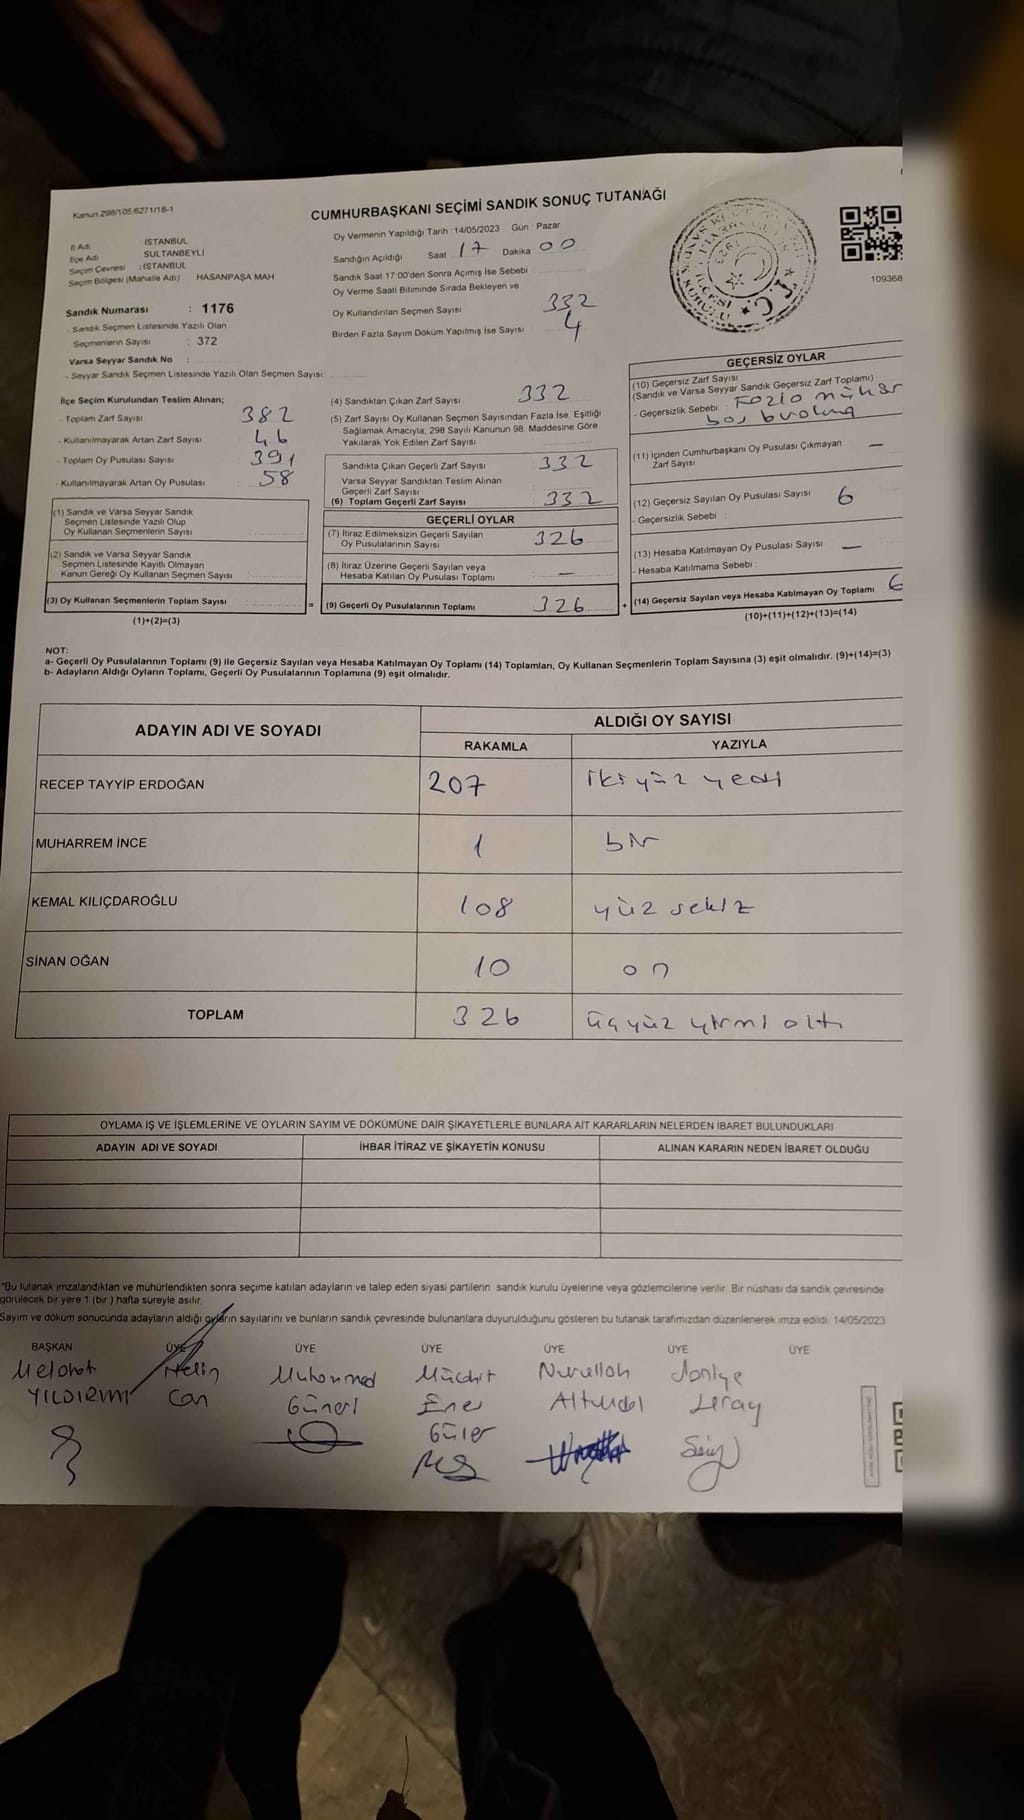 Kanun:298/105,6271/16-1
CUMHURBAŞKANI SEÇİMİ SANDIK SONUÇ TUTANAĞI
İl Adı İSTANBUL
İlçe Adı SULTANBEYLİ
Seçim Çevresi : İSTANBUL
Seçim Bölgesi (Mahalle Adı) HASANPAŞA MAH
Sandık Numarası : 1176
- Sandık Seçmen Listesinde Yazılı Olan
Seçmenlerin Sayısı : 372
Varsa Seyyar Sandık No :
- Seyyar Sandık Seçmen Listesinde Yazılı Olan Seçmen Sayısı:
Oy Vermenin Yapıldığı Tarih : 14/05/2023 Gün : Pazar
Sandığın Açıldığı Saat 17 Dakika 00
Sandık Saat 17:00'den Sonra Açılmış İse Sebebi
Oy Verme Saati Bitiminde Sırada Bekleyen ve
Oy Kullandırılan Seçmen Sayısı 332
Birden Fazla Sayım Döküm Yapılmış İse Sayısı 4
109368
İlçe Seçim Kurulundan Teslim Alınan;
- Toplam Zarf Sayısı 382
- Kullanılmayarak Artan Zarf Sayısı 46
- Toplam Oy Pusulası Sayısı 391
- Kullanılmayarak Artan Oy Pusulası 58
(1) Sandık ve Varsa Seyyar Sandık
Seçmen Listesinde Yazılı Olup
Oy Kullanan Seçmenlerin Sayısı :
(2) Sandık ve Varsa Seyyar Sandık
Seçmen Listesinde Kayıtlı Olmayan
Kanun Gereği Oy Kullanan Seçmen Sayısı
(3) Oy Kullanan Seçmenlerin Toplam Sayısı =
(1)+(2)=(3)
(4) Sandıktan Çıkan Zarf Sayısı 332
(5) Zarf Sayısı Oy Kullanan Seçmen Sayısından Fazla İse, Eşitliği
Sağlamak Amacıyla, 298 Sayılı Kanunun 98. Maddesine Göre
Yakılarak Yok Edilen Zarf Sayısı
Sandıkta Çıkan Geçerli Zarf Sayısı : 332
Varsa Seyyar Sandıktan Teslim Alınan
Geçerli Zarf Sayısı
(6) Toplam Geçerli Zarf Sayısı 332
GEÇERLİ OYLAR
(7) İtiraz Edilmeksizin Geçerli Sayılan
Oy Pusulalarının Sayısı 326
(8) İtiraz Üzerine Geçerli Sayılan veya
Hesaba Katılan Oy Pusulası Toplamı —
(9) Geçerli Oy Pusulalarının Toplamı 326 +
GEÇERSİZ OYLAR
(10) Geçersiz Zarf Sayısı
(Sandık ve Varsa Seyyar Sandık Geçersiz Zarf Toplamı)
- Geçersizlik Sebebi : Fazla mühür
boş
(11) İçinden Cumhurbaşkanı Oy Pusulası Çıkmayan
Zarf Sayısı —
(12) Geçersiz Sayılan Oy Pusulası Sayısı 6
- Geçersizlik Sebebi :
(13) Hesaba Katılmayan Oy Pusulası Sayısı —
- Hesaba Katılmama Sebebi :
(14) Geçersiz Sayılan veya Hesaba Katılmayan Oy Toplamı 6
(10)+(11)+(12)+(13)=(14)
NOT:
a- Geçerli Oy Pusulalarının Toplamı (9) ile Geçersiz Sayılan veya Hesaba Katılmayan Oy Toplamı (14) Toplamları, Oy Kullanan Seçmenlerin Toplam Sayısına (3) eşit olmalıdır. (9)+(14)=(3)
b- Adayların Aldığı Oyların Toplamı, Geçerli Oy Pusulalarının Toplamına (9) eşit olmalıdır.
ADAYIN ADI VE SOYADI ALDIĞI OY SAYISI
RAKAMLA YAZIYLA
RECEP TAYYİP ERDOĞAN 207 iki yüz yedi
MUHARREM İNCE 1 bir
KEMAL KILIÇDAROĞLU 108 yüz sekiz
SİNAN OĞAN 10 on
TOPLAM 326 üç yüz yirmi altı
OYLAMA İŞ VE İŞLEMLERİNE VE OYLARIN SAYIM VE DÖKÜMÜNE DAİR ŞİKAYETLERLE BUNLARA AİT KARARLARIN NELERDEN İBARET BULUNDUKLARI
ADAYIN ADI VE SOYADI İHBAR İTİRAZ VE ŞİKAYETİN KONUSU ALINAN KARARIN NEDEN İBARET OLDUĞU
*Bu tutanak imzalandıktan ve mühürlendikten sonra seçime katılan adayların ve talep eden siyasi partilerin sandık kurulu üyelerine veya gözlemcilerine verilir. Bir nüshası da sandık çevresinde
görülecek bir yere 1 (bir ) hafta süreyle asılır.
Sayım ve döküm sonucunda adayların aldığı oyların sayılarını ve bunların sandık çevresinde bulunanlara duyurulduğunu gösteren bu tutanak tarafımızdan düzenlenerek imza edildi. 14/05/2023
BAŞKAN ÜYE ÜYE ÜYE ÜYE ÜYE ÜYE
Melahat Helin Muhammed Nurullah
YILDIRIM Can Güneri
Güler